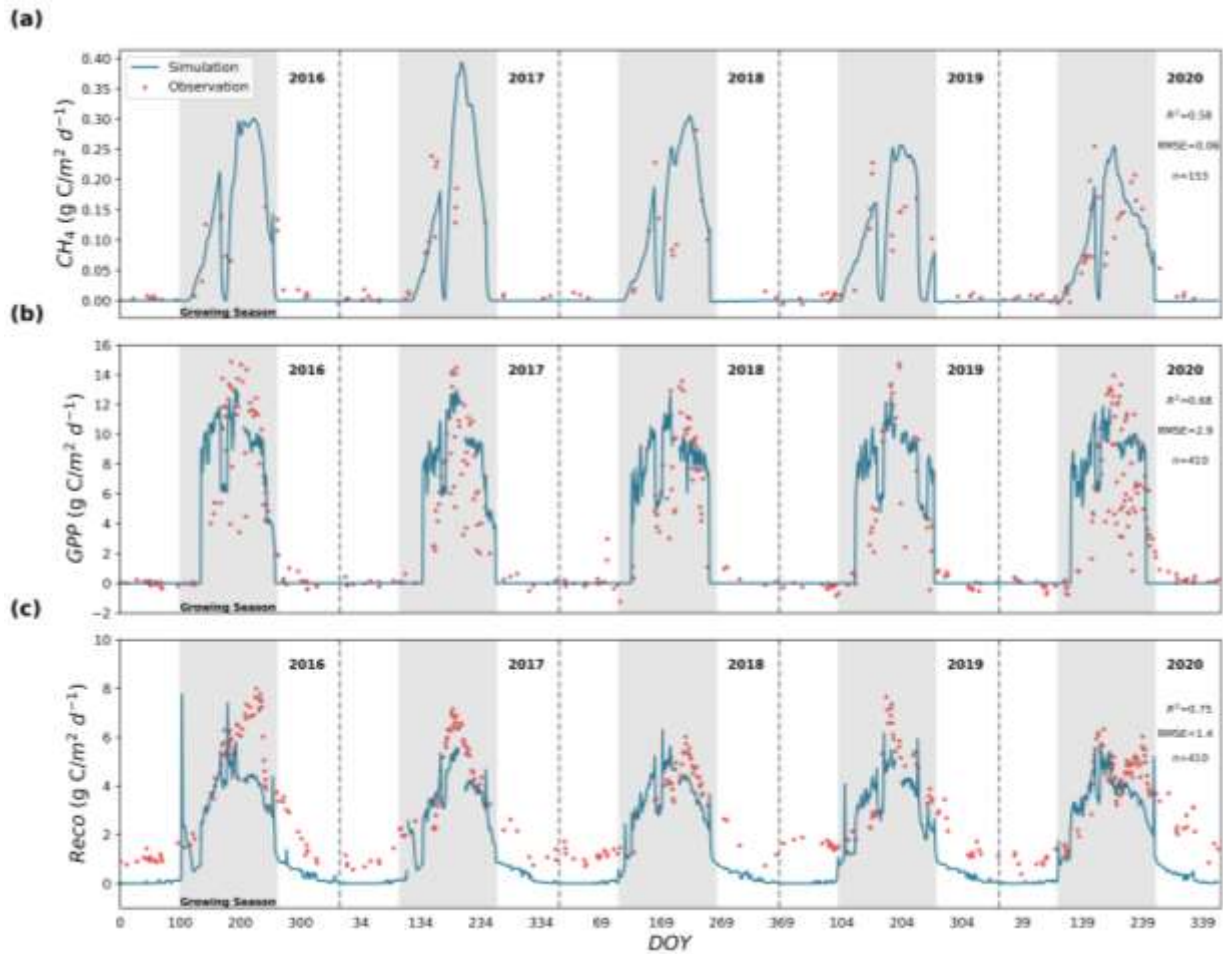 (a)
CH₄ (g C/m² d⁻¹)
0.40
0.35
0.30
0.25
0.20
0.15
0.10
0.05
0.00
Simulation
Observation
2016
2017
2018
2019
2020
R²=0.58
RMSE=0.06
n=153
Growing Season
(b)
GPP (g C/m² d⁻¹)
16
14
12
10
8
6
4
2
0
−2
2016
2017
2018
2019
2020
R²=0.68
RMSE=2.9
n=410
Growing Season
(c)
Reco (g C/m² d⁻¹)
10
8
6
4
2
0
2016
2017
2018
2019
2020
R²=0.75
RMSE=1.4
n=410
Growing Season
0 100 200 300 34 134 234 334 69 169 269 369 104 204 304 39 139 239 339
DOY